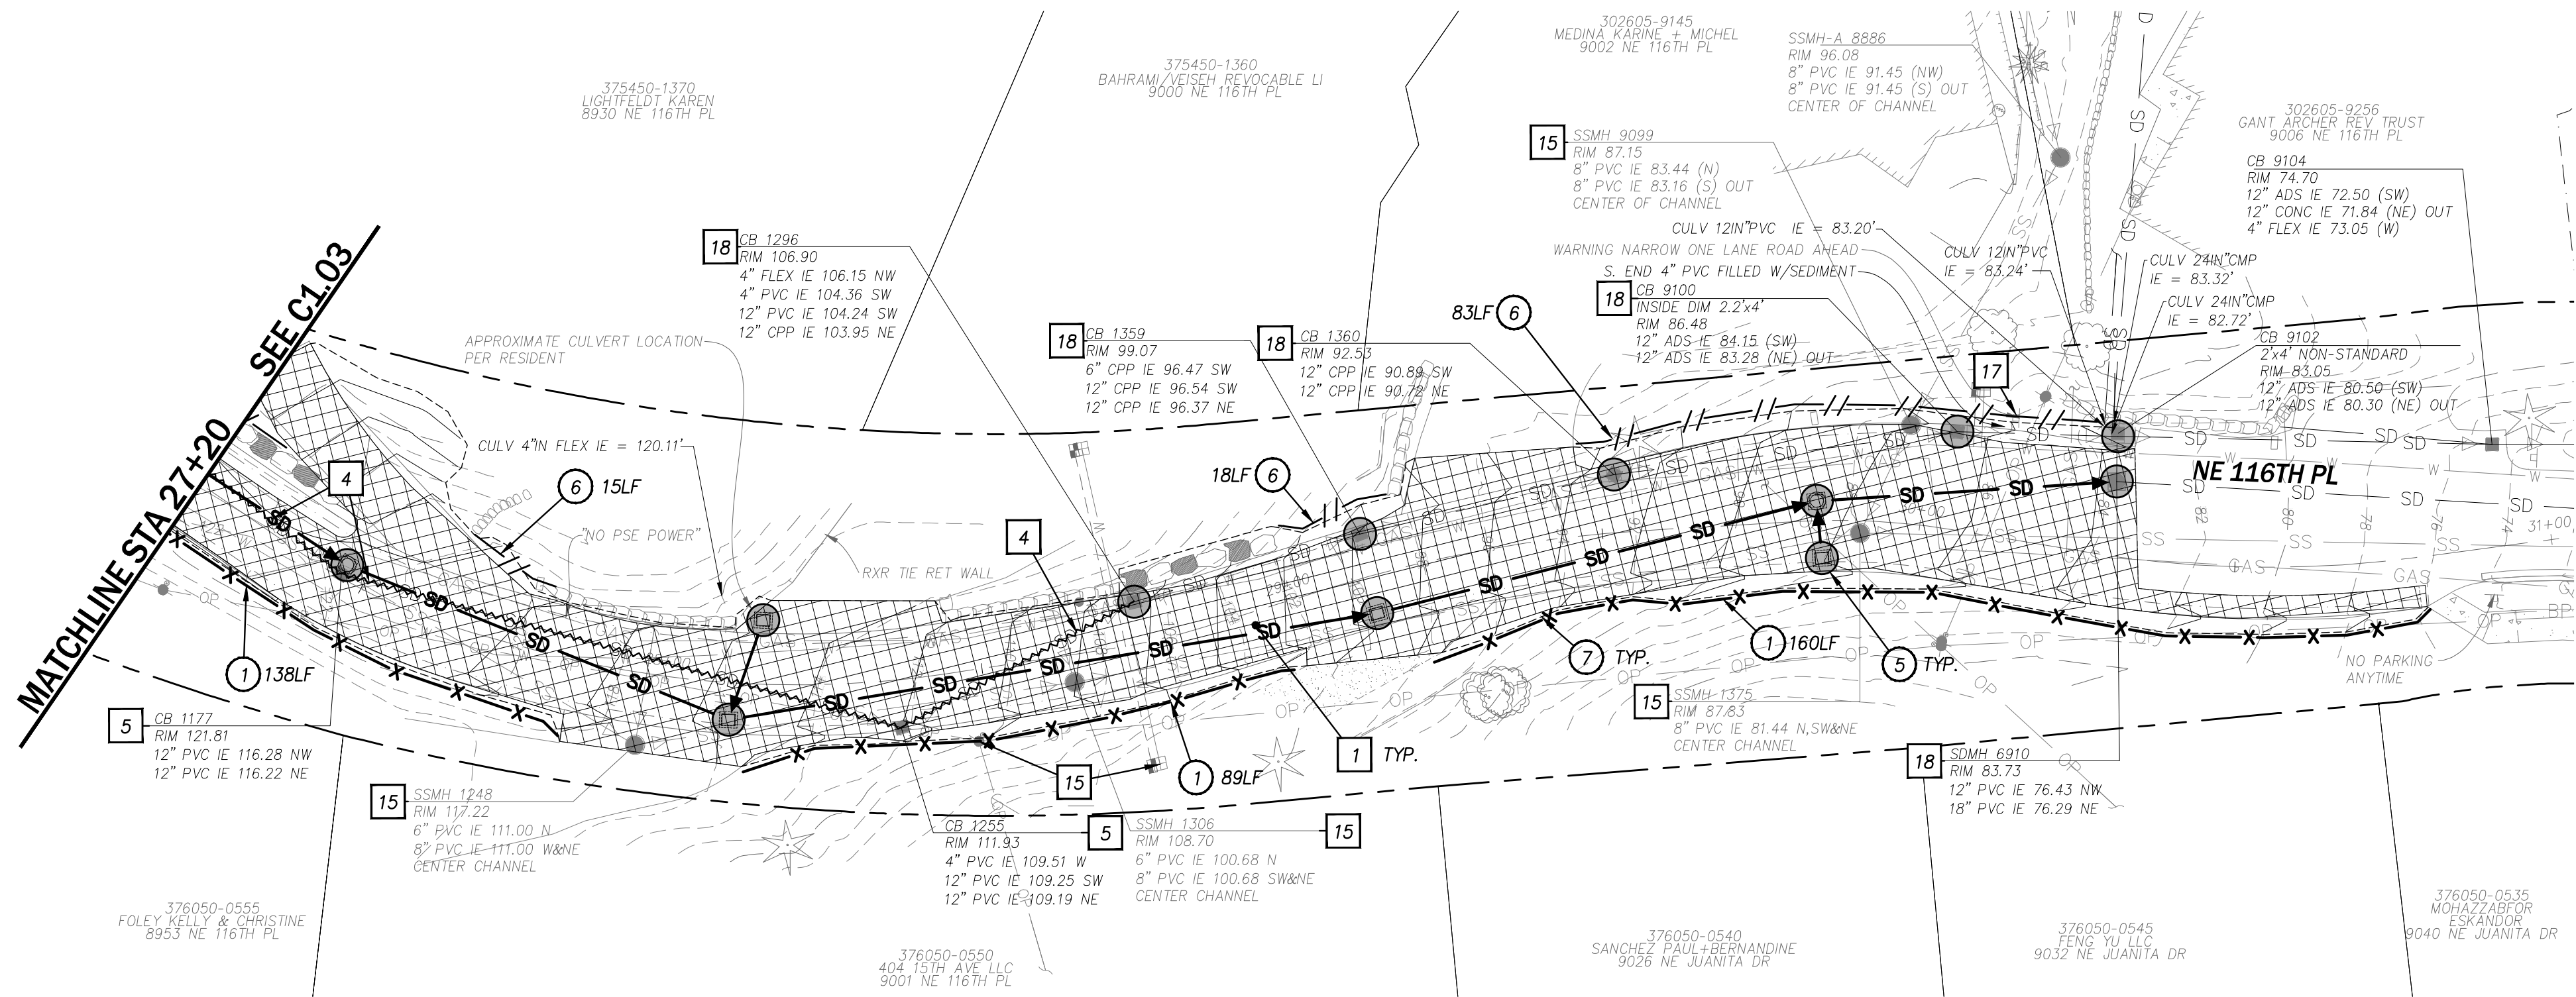 302605-9145
MEDINA KARINE + MICHEL
9002 NE 116TH PL
SSMH-A 8886
RIM 96.08
8" PVC IE 91.45 (NW)
8" PVC IE 91.45 (S) OUT
CENTER OF CHANNEL
375450-1360
BAHRAMI/VEISEH REVOCABLE LI
9000 NE 116TH PL
375450-1370
LIGHTFELDT KAREN
8930 NE 116TH PL
302605-9256
GANT ARCHER REV TRUST
9006 NE 116TH PL
15
SSMH 9099
RIM 87.15
8" PVC IE 83.44 (N)
8" PVC IE 83.16 (S) OUT
CENTER OF CHANNEL
CB 9104
RIM 74.70
12" ADS IE 72.50 (SW)
12" CONC IE 71.84 (NE) OUT
4" FLEX IE 73.05 (W)
CULV 12IN"PVC IE = 83.20'
WARNING NARROW ONE LANE ROAD AHEAD
S. END 4" PVC FILLED W/SEDIMENT
CULV 12IN"PVC
IE = 83.24'
CULV 24IN"CMP
IE = 83.32'
CULV 24IN"CMP
IE = 82.72'
18
CB 1296
RIM 106.90
4" FLEX IE 106.15 NW
4" PVC IE 104.36 SW
12" PVC IE 104.24 SW
12" CPP IE 103.95 NE
MATCHLINE STA 27+20 SEE C1.03
APPROXIMATE CULVERT LOCATION
PER RESIDENT
18
CB 1359
RIM 99.07
6" CPP IE 96.47 SW
12" CPP IE 96.54 SW
12" CPP IE 96.37 NE
18
CB 1360
RIM 92.53
12" CPP IE 90.89 SW
12" CPP IE 90.72 NE
83LF 6
18
CB 9100
INSIDE DIM 2.2'x4'
RIM 86.48
12" ADS IE 84.15 (SW)
12" ADS IE 83.28 (NE) OUT
17
CB 9102
2'x4' NON-STANDARD
RIM 83.05
12" ADS IE 80.50 (SW)
12" ADS IE 80.30 (NE) OUT
CULV 4"IN FLEX IE = 120.11'
4
6 15LF
18LF 6
NE 116TH PL
"NO PSE POWER"
4
RXR TIE RET WALL
31+00
SD
SD
SD
SD
SD
SD
SD
SD
SD
SD
SD
SD
SD
SD
1 138LF
7 TYP.
1 160LF
5 TYP.
NO PARKING
ANYTIME
5
CB 1177
RIM 121.81
12" PVC IE 116.28 NW
12" PVC IE 116.22 NE
15
SSMH 1248
RIM 117.22
6" PVC IE 111.00 N
8" PVC IE 111.00 W&NE
CENTER CHANNEL
15
1 89LF
1 TYP.
15
SSMH 1375
RIM 87.83
8" PVC IE 81.44 N,SW&NE
CENTER CHANNEL
18
SDMH 6910
RIM 83.73
12" PVC IE 76.43 NW
18" PVC IE 76.29 NE
CB 1255
RIM 111.93
4" PVC IE 109.51 W
12" PVC IE 109.25 SW
12" PVC IE 109.19 NE
5
SSMH 1306
RIM 108.70
6" PVC IE 100.68 N
8" PVC IE 100.68 SW&NE
CENTER CHANNEL
15
376050-0555
FOLEY KELLY & CHRISTINE
8953 NE 116TH PL
376050-0550
404 15TH AVE LLC
9001 NE 116TH PL
376050-0540
SANCHEZ PAUL+BERNANDINE
9026 NE JUANITA DR
376050-0545
FENG YU LLC
9032 NE JUANITA DR
376050-0535
MOHAZZABFOR
ESKANDOR
9040 NE JUANITA DR